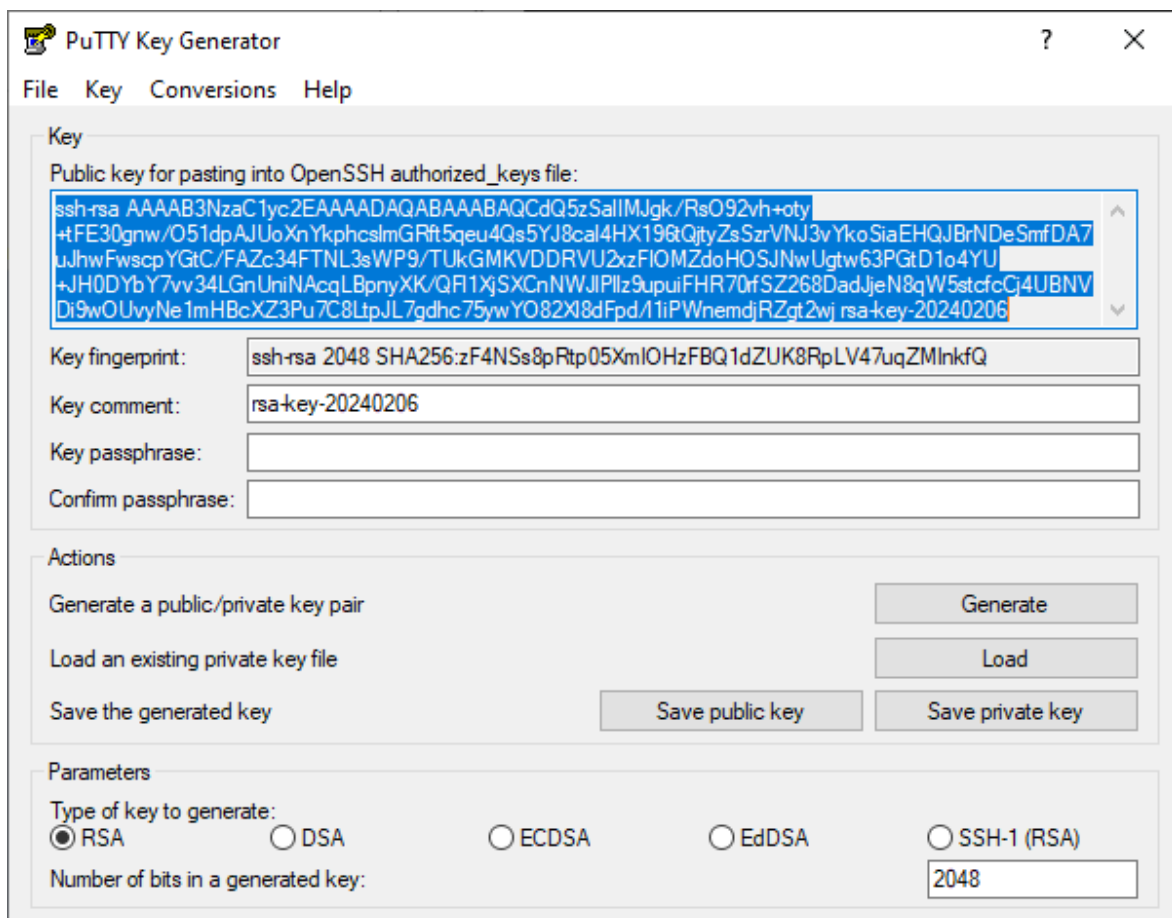 PuTTY Key Generator
?
File Key Conversions Help
Key
Public key for pasting into OpenSSH authorized_keys file:
ssh-rsa AAAAB3NzaC1yc2EAAAADAQABAAABAQCdQ5zSaIIMJgk/RsO92vh+oty
+tFE30gnw/O51dpAJUoXnYkphcslmGRft5qeu4Qs5YJ8cal4HX196tQjtyZsSzrVNJ3vYkoSiaEHQJBrNDeSmfDA7
uJhwFwscpYGtC/FAZc34FTNL3sWP9/TUkGMKVDDRVU2xzFIOMZdoHOSJNwUgtw63PGtD1o4YU
+JH0DYbY7vv34LGnUniNAcqLBpnyXK/QFl1XjSXCnNWJIPllz9upuiFHR70rfSZ268DadJjeN8qW5stcfcCj4UBNV
Di9wOUvyNe1mHBcXZ3Pu7C8LtpJL7gdhc75ywYO82Xl8dFpd/l1iPWnemdjRZgt2wj rsa-key-20240206
Key fingerprint: ssh-rsa 2048 SHA256:zF4NSs8pRtp05XmlOHzFBQ1dZUK8RpLV47uqZMlnkfQ
Key comment: rsa-key-20240206
Key passphrase:
Confirm passphrase:
Actions
Generate a public/private key pair Generate
Load an existing private key file Load
Save the generated key Save public key Save private key
Parameters
Type of key to generate:
RSA DSA ECDSA EdDSA SSH-1 (RSA)
Number of bits in a generated key: 2048